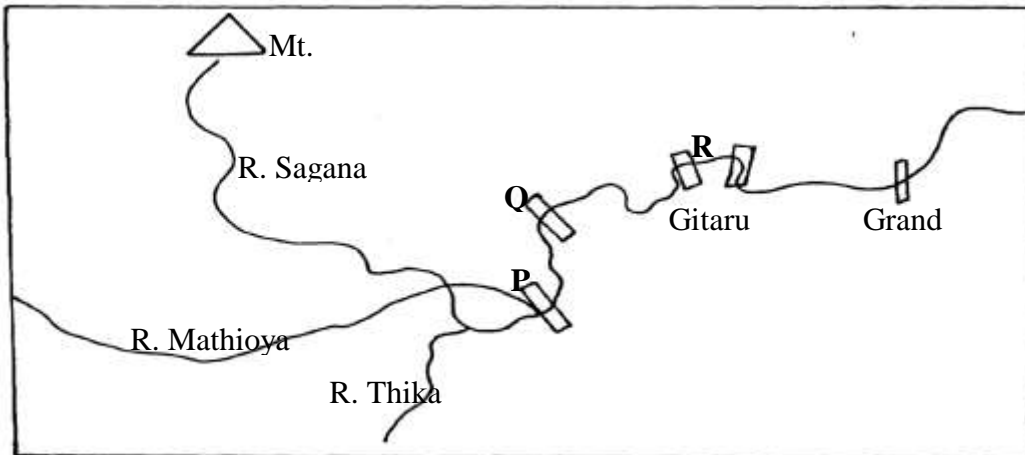 Mt.
R. Sagana
R
Q
Gitaru
Grand
P
R. Mathioya
R. Thika